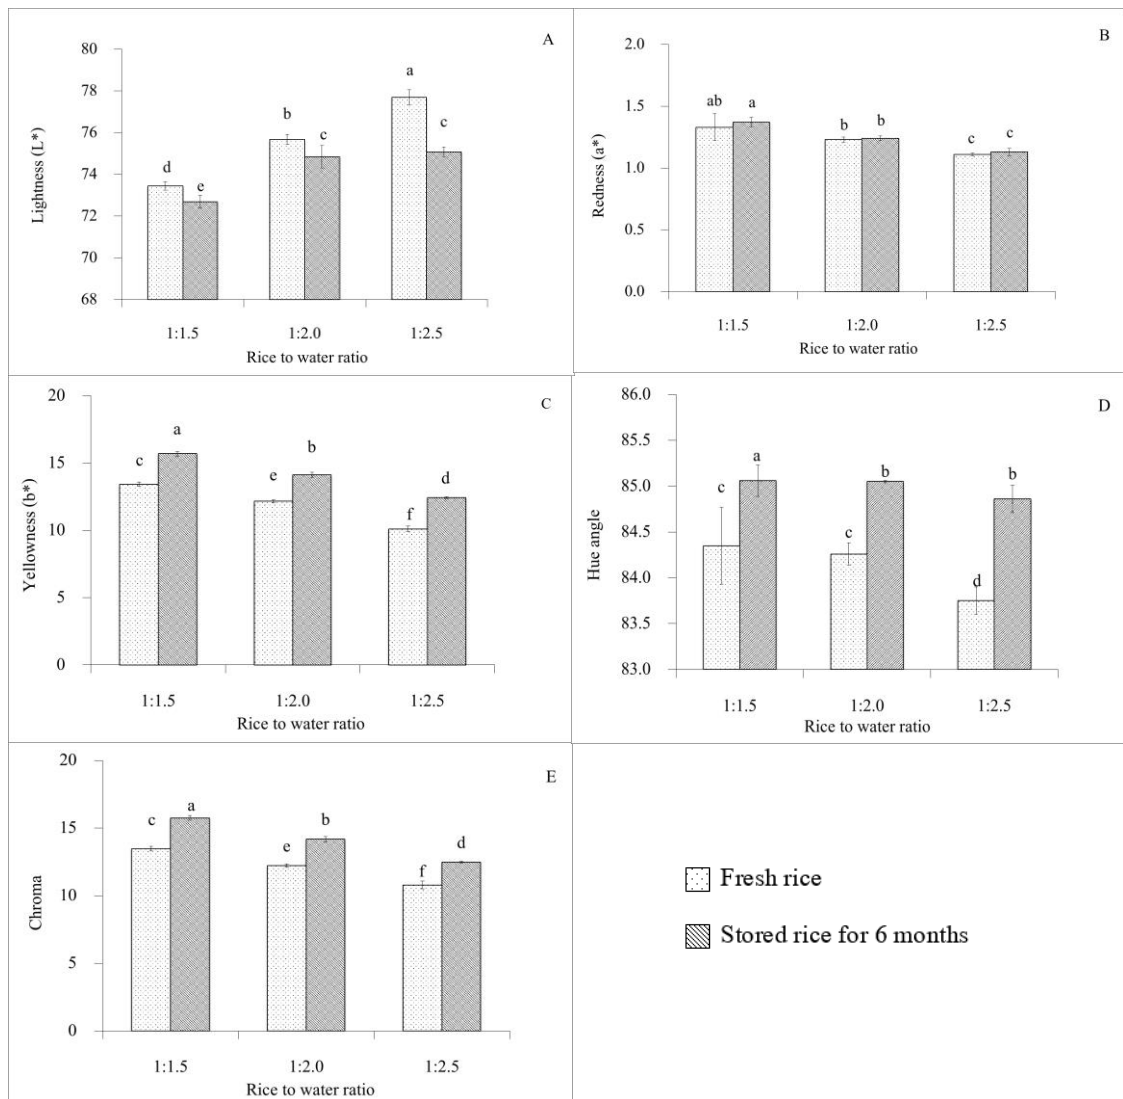 A
80
78
76
74
72
70
68
Lightness (L*)
d
e
b
c
a
c
1:1.5 1:2.0 1:2.5
Rice to water ratio
B
2.0
1.5
1.0
0.5
0.0
Redness (a*)
ab
a
b
b
c
c
1:1.5 1:2.0 1:2.5
Rice to water ratio
C
20
15
10
5
0
Yellowness (b*)
c
a
e
b
f
d
1:1.5 1:2.0 1:2.5
Rice to water ratio
D
86.0
85.5
85.0
84.5
84.0
83.5
83.0
Hue angle
c
a
c
b
d
b
1:1.5 1:2.0 1:2.5
Rice to water ratio
E
20
15
10
5
0
Chroma
c
a
e
b
f
d
1:1.5 1:2.0 1:2.5
Rice to water ratio
Fresh rice
Stored rice for 6 months